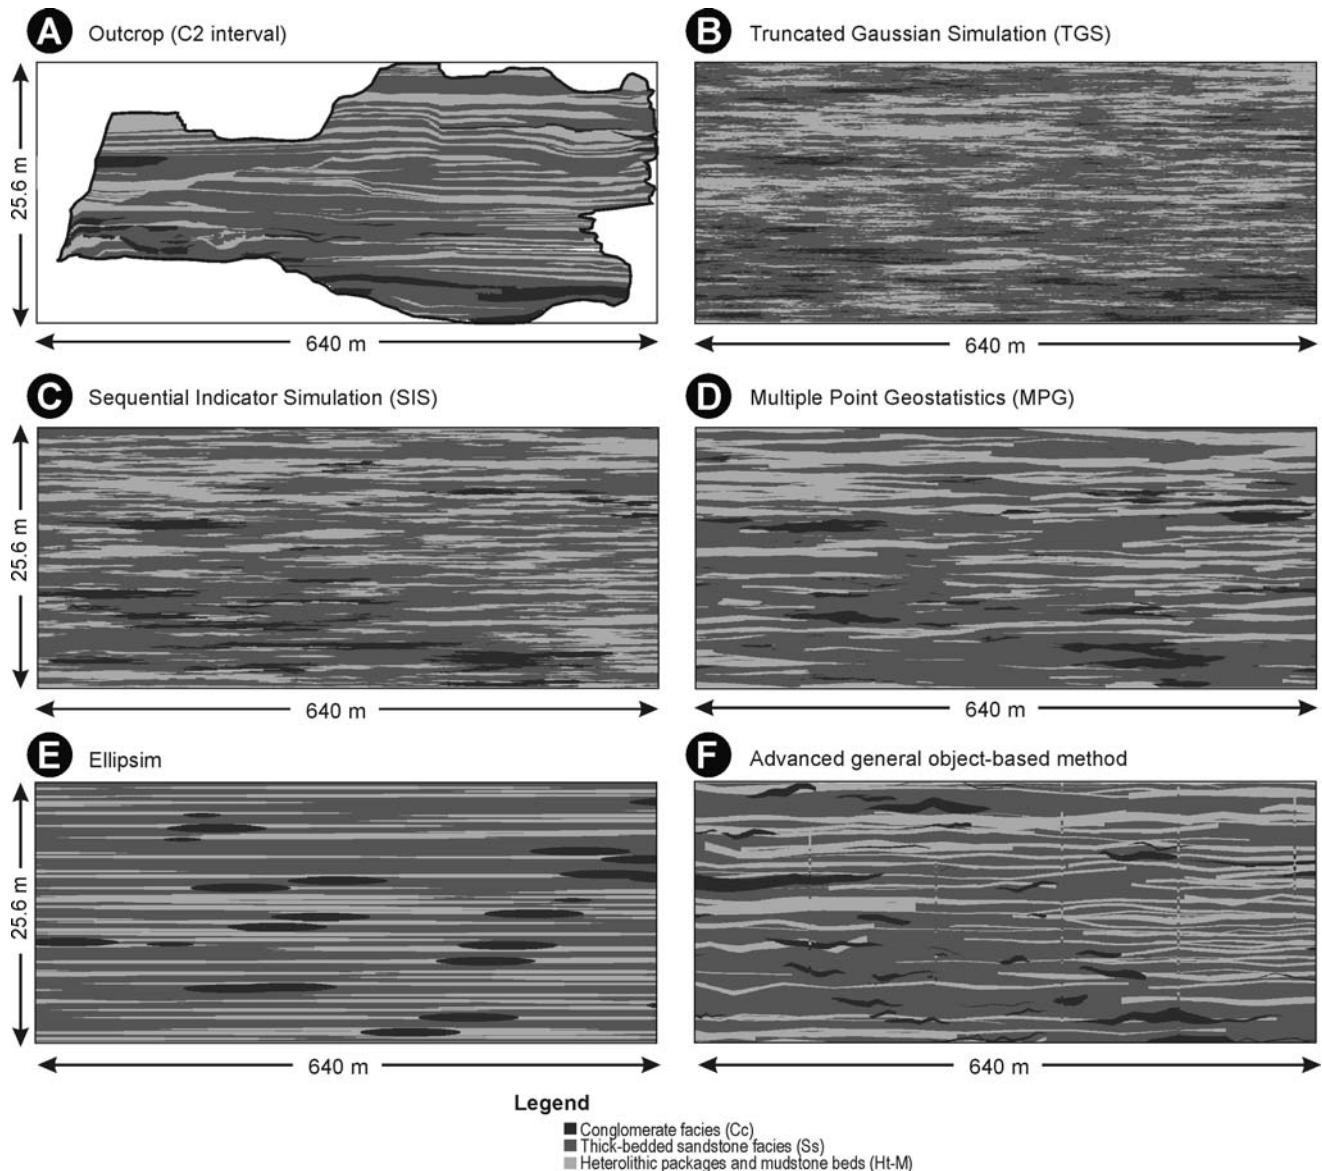 A Outcrop (C2 interval)
25.6 m
640 m
B Truncated Gaussian Simulation (TGS)
640 m
C Sequential Indicator Simulation (SIS)
25.6 m
640 m
D Multiple Point Geostatistics (MPG)
640 m
E Ellipsim
25.6 m
640 m
F Advanced general object-based method
640 m
Legend
Conglomerate facies (Cc)
Thick-bedded sandstone facies (Ss)
Heterolithic packages and mudstone beds (Ht-M)